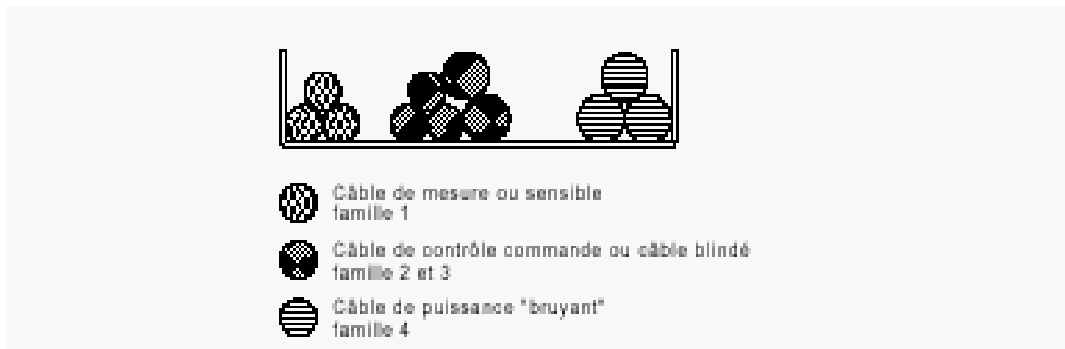 Câble de mesure ou sensible
famille 1
Câble de contrôle commande ou câble blindé
famille 2 et 3
Câble de puissance "bruyant"
famille 4